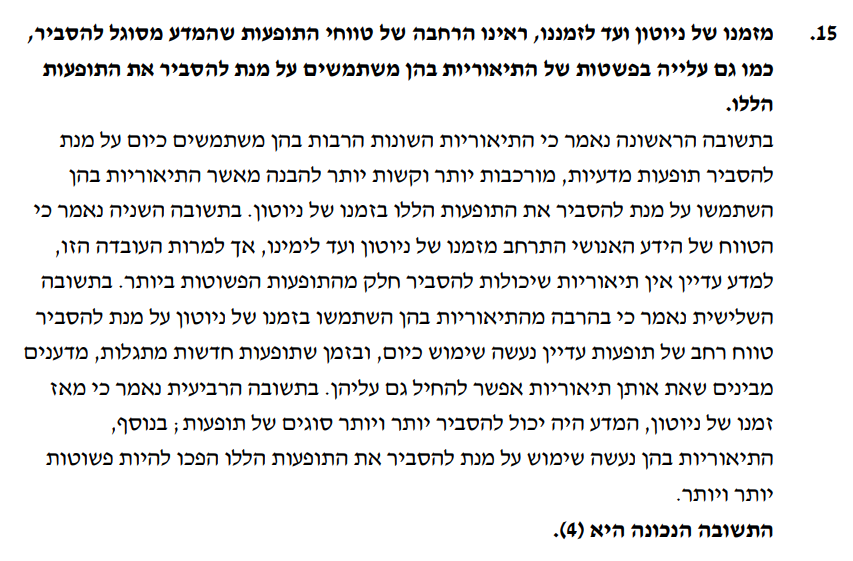 15. מזמנו של ניוטון ועד לזמננו, ראינו הרחבה של טווחי התופעות שהמדע מסוגל להסביר,
כמו גם עלייה בפשטות של התיאוריות בהן משתמשים על מנת להסביר את התופעות
הללו.
בתשובה הראשונה נאמר כי התיאוריות השונות הרבות בהן משתמשים כיום על מנת
להסביר תופעות מדעיות, מורכבות יותר וקשות יותר להבנה מאשר התיאוריות בהן
השתמשו על מנת להסביר את התופעות הללו בזמנו של ניוטון. בתשובה השניה נאמר כי
הטווח של הידע האנושי התרחב מזמנו של ניוטון ועד לימינו, אך למרות העובדה הזו,
למדע עדיין אין תיאוריות שיכולות להסביר חלק מהתופעות הפשוטות ביותר. בתשובה
השלישית נאמר כי בהרבה מהתיאוריות בהן השתמשו בזמנו של ניוטון על מנת להסביר
טווח רחב של תופעות עדיין נעשה שימוש כיום, ובזמן שתופעות חדשות מתגלות, מדענים
מבינים שאת אותן תיאוריות אפשר להחיל גם עליהן. בתשובה הרביעית נאמר כי מאז
זמנו של ניוטון, המדע היה יכול להסביר יותר ויותר סוגים של תופעות; בנוסף,
התיאוריות בהן נעשה שימוש על מנת להסביר את התופעות הללו הפכו להיות פשוטות
יותר ויותר.
התשובה הנכונה היא (4).